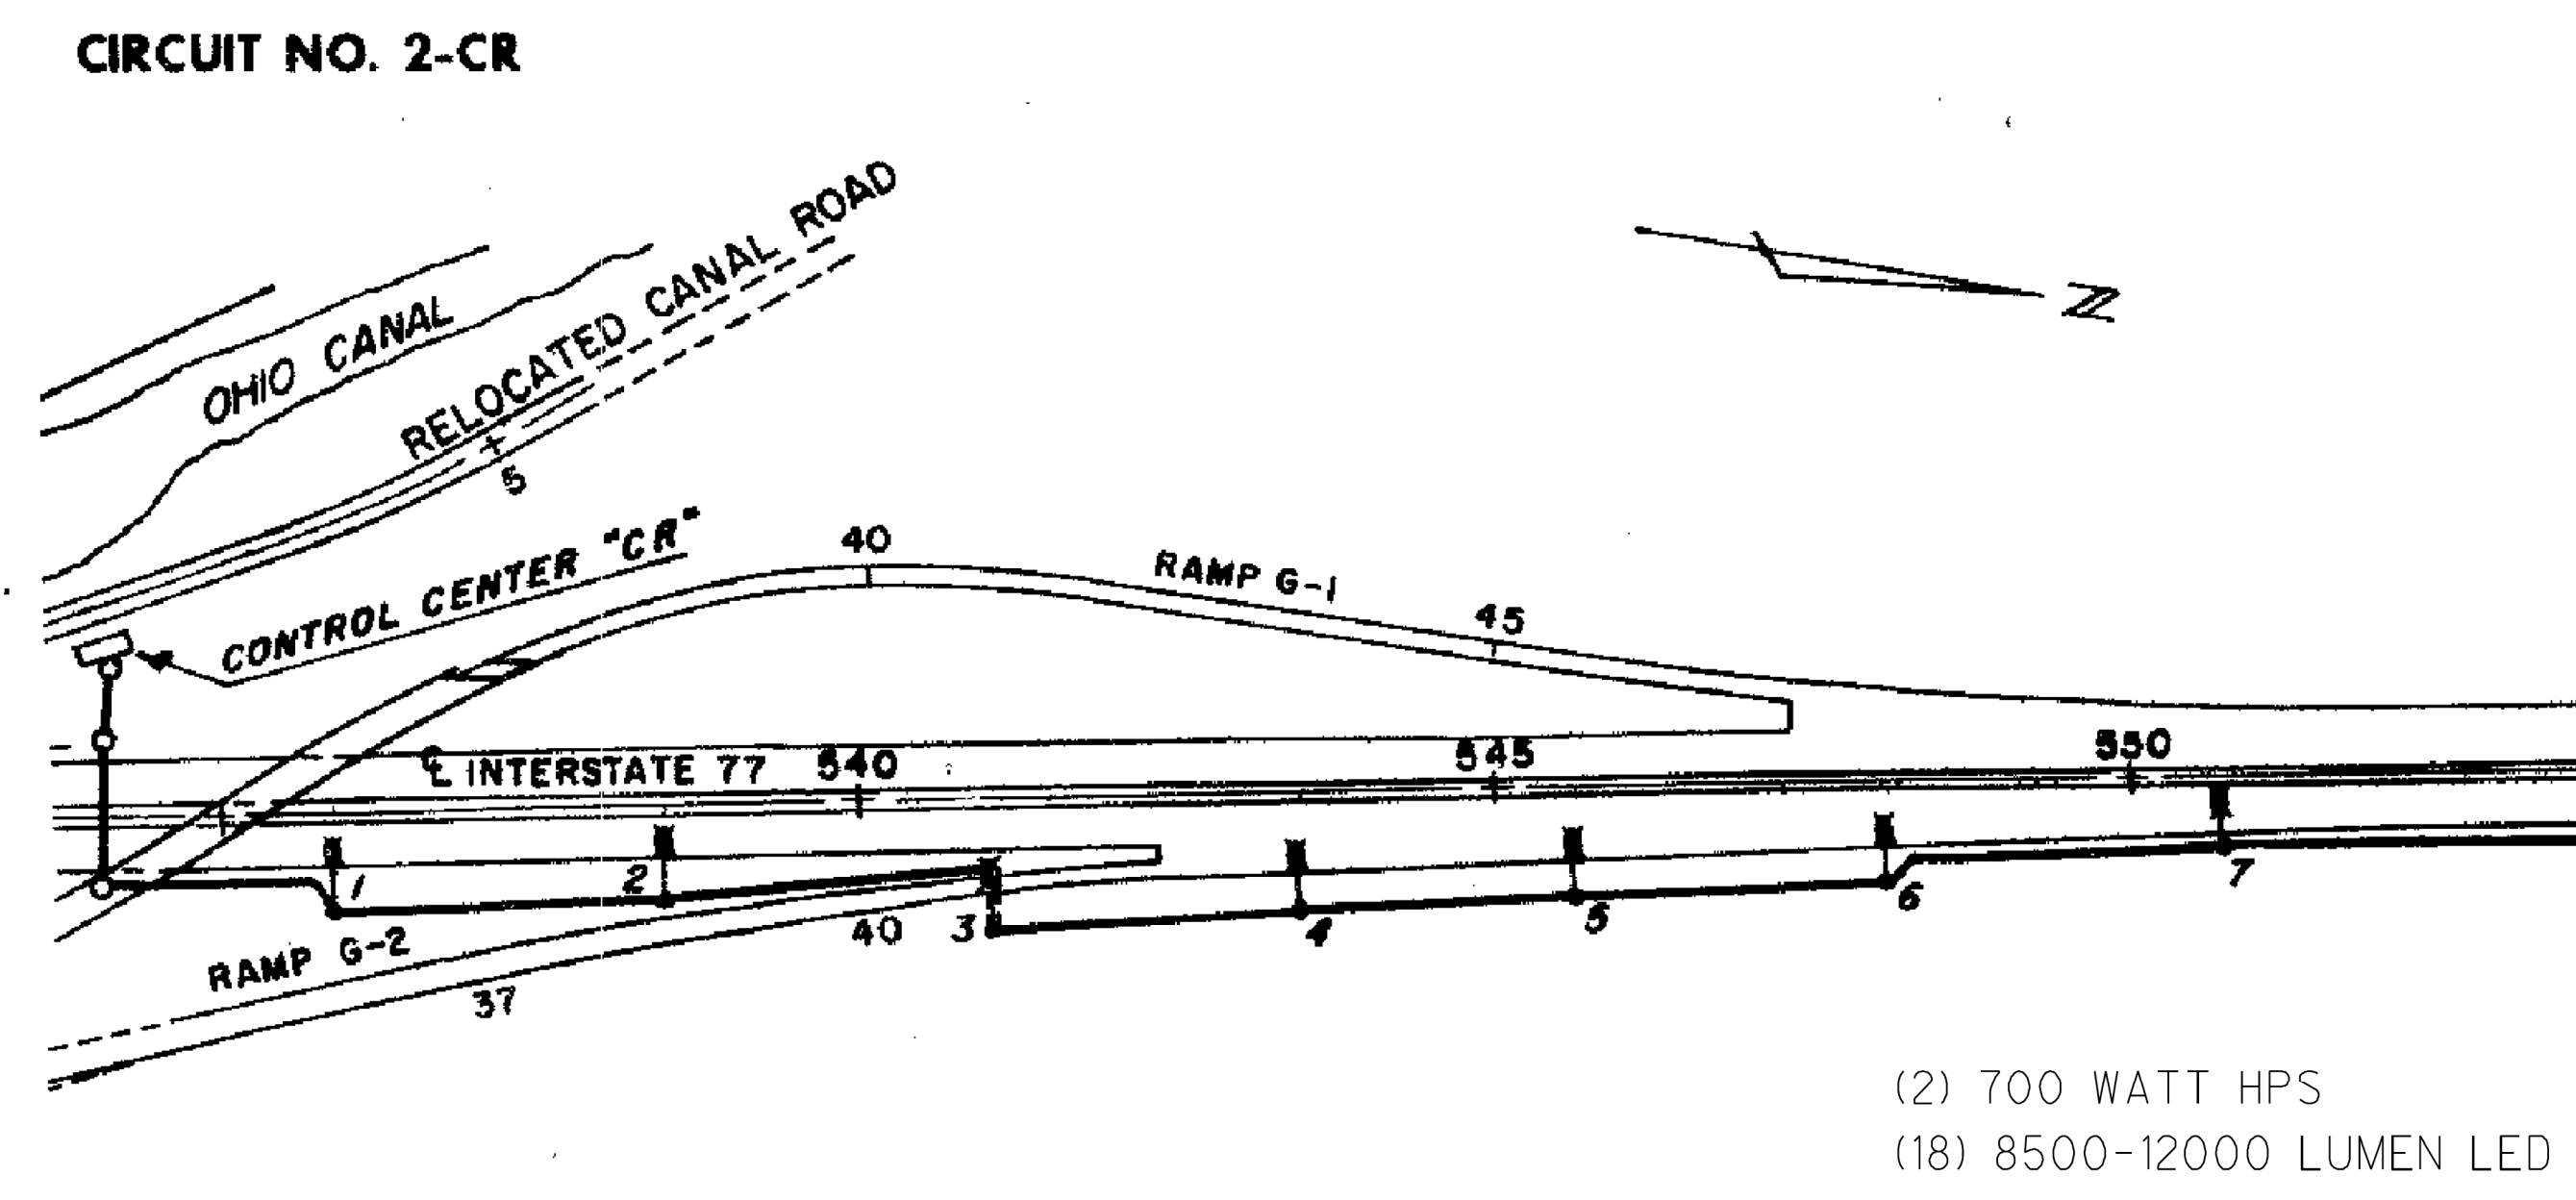 CIRCUIT NO. 2-CR
RELOCATED CANAL ROAD
OHIO CANAL
5
CONTROL CENTER "CR"
N
40
RAMP G-1
45
℄ INTERSTATE 77
540
545
550
1
2
3
4
5
6
7
40
RAMP G-2
37
(2) 700 WATT HPS
(18) 8500-12000 LUMEN LED